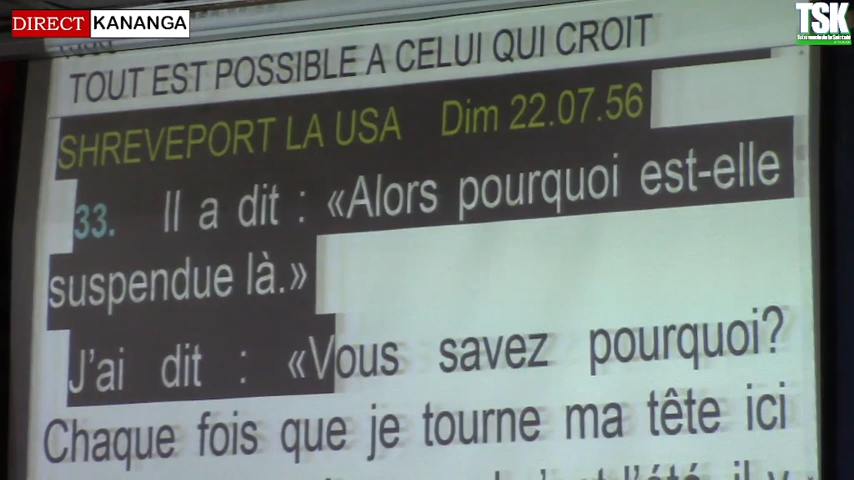 DIRECT KANANGA
TSK
TOUT EST POSSIBLE A CELUI QUI CROIT
SHREVEPORT LA USA Dim 22.07.56
33. Il a dit : «Alors pourquoi est-elle
suspendue là.»
J'ai dit : «Vous savez pourquoi?
Chaque fois que je tourne ma tête ici